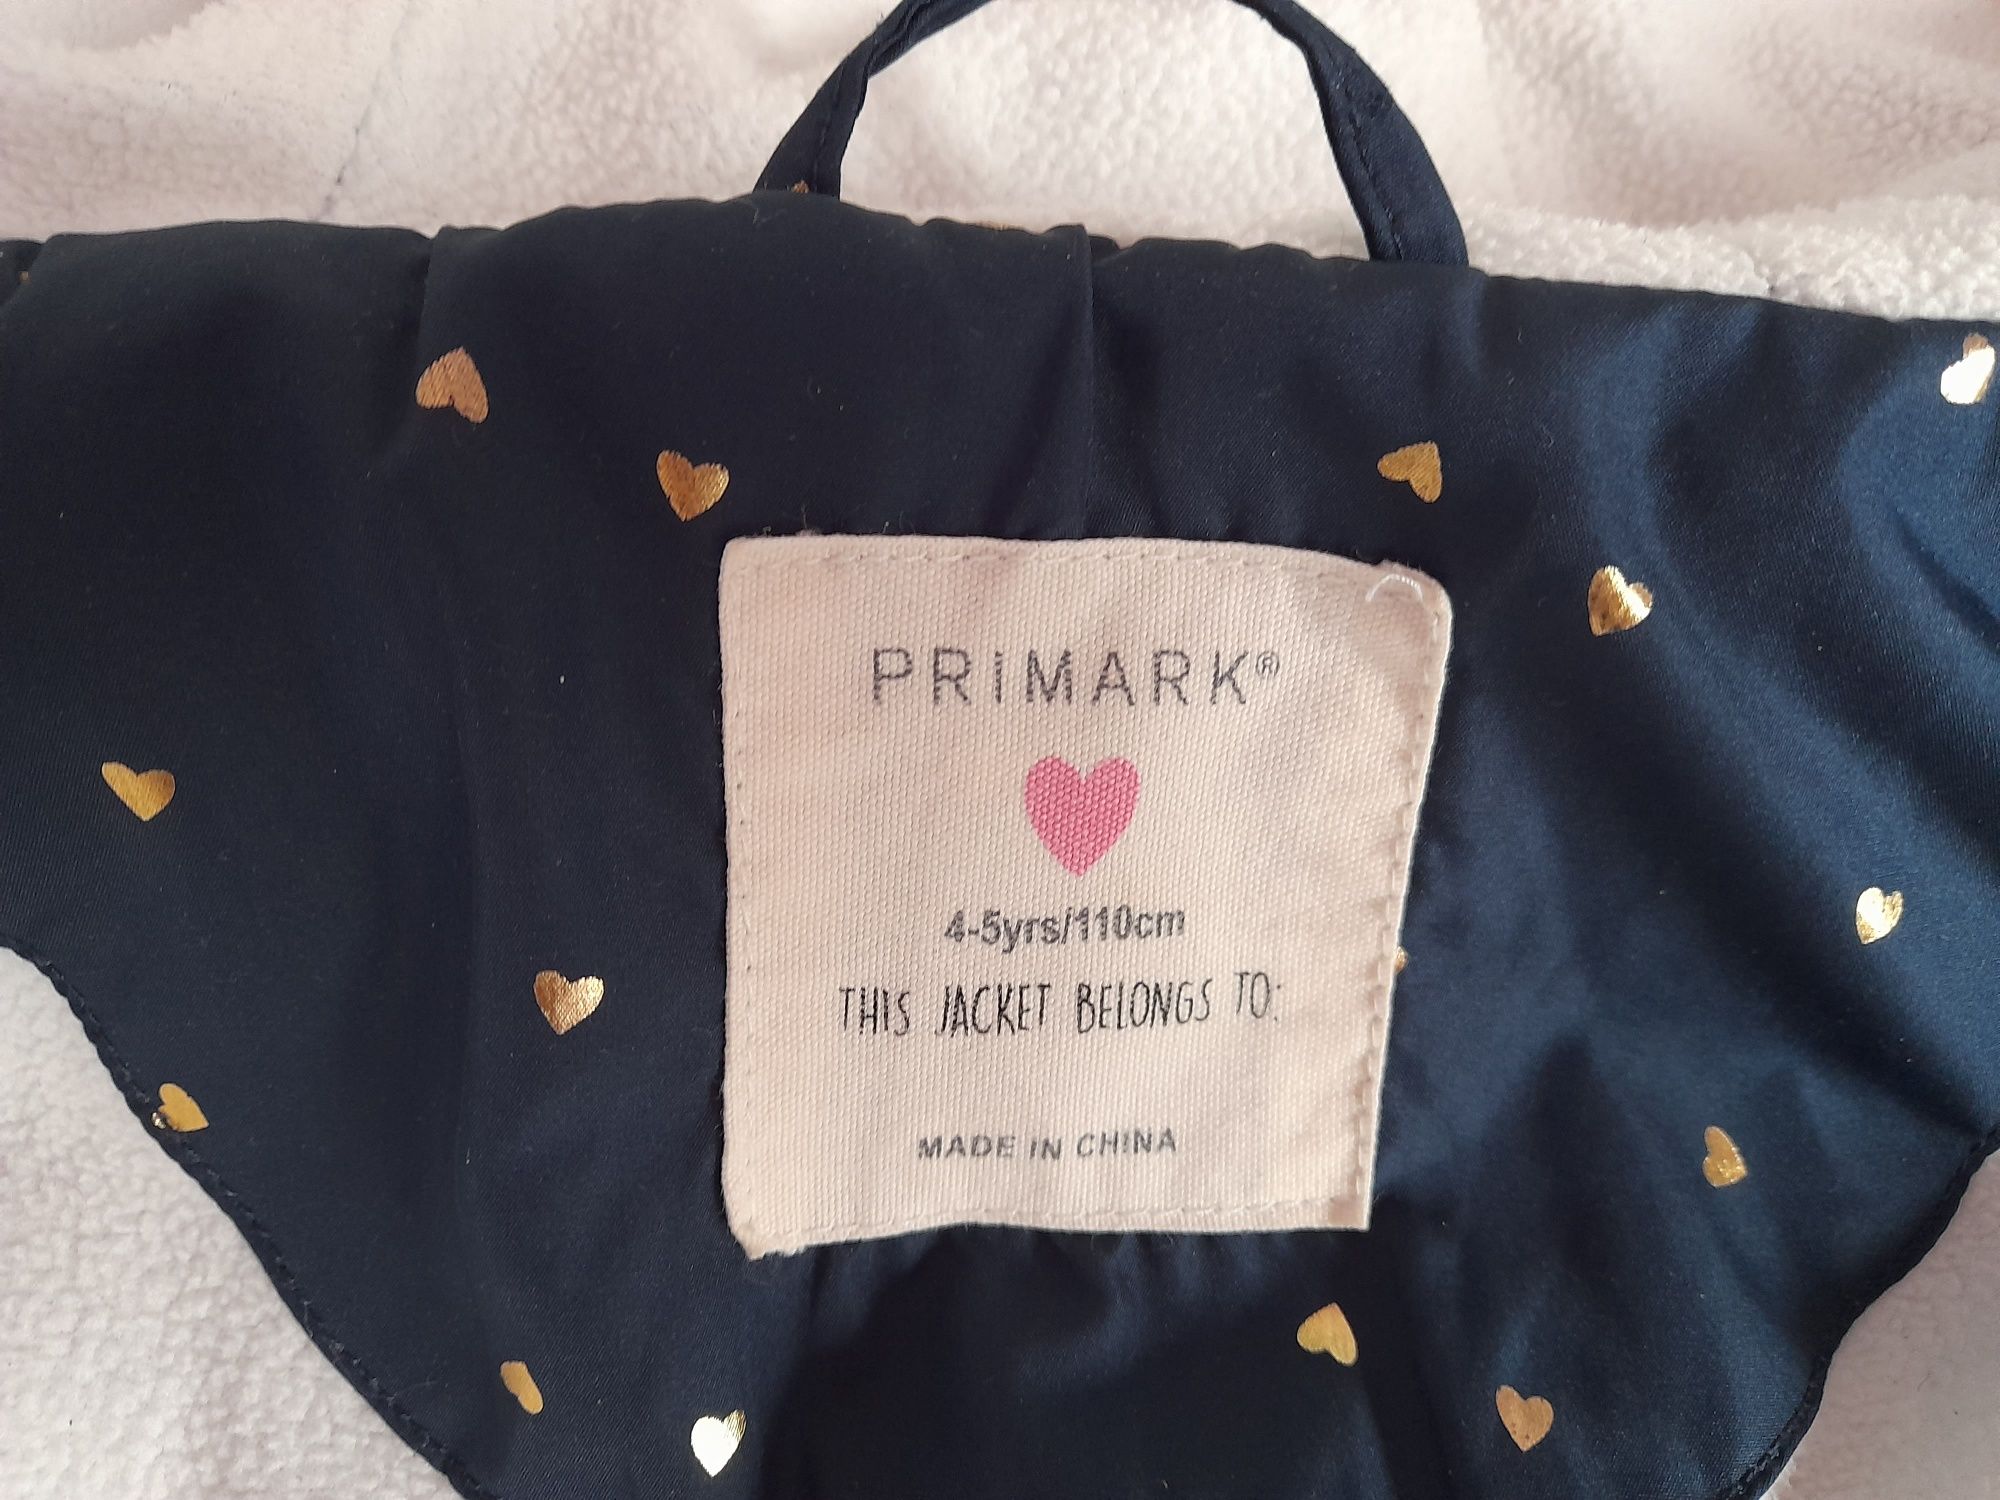 PRIMARK®
4-5yrs/110cm
THIS JACKET BELONGS TO:
MADE IN CHINA